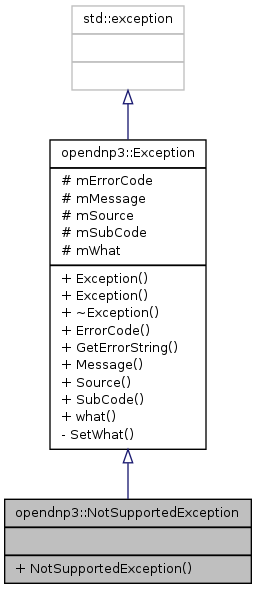 std::exception
opendnp3::Exception
# mErrorCode
# mMessage
# mSource
# mSubCode
# mWhat
+ Exception()
+ Exception()
+ ~Exception()
+ ErrorCode()
+ GetErrorString()
+ Message()
+ Source()
+ SubCode()
+ what()
- SetWhat()
opendnp3::NotSupportedException
+ NotSupportedException()